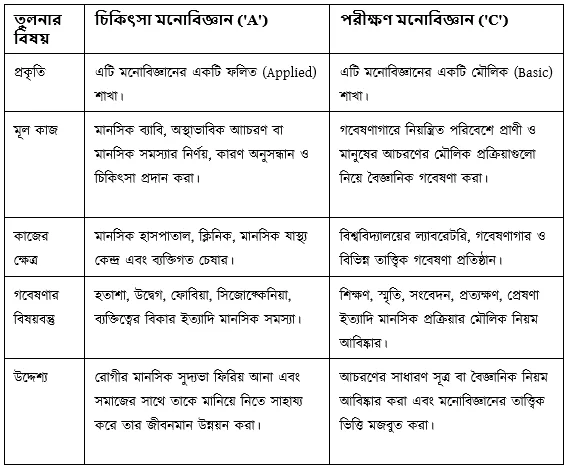 তুলনার বিষয় | চিকিৎসা মনোবিজ্ঞান ('A') | পরীক্ষণ মনোবিজ্ঞান ('C')
প্রকৃতি | এটি মনোবিজ্ঞানের একটি ফলিত (Applied) শাখা। | এটি মনোবিজ্ঞানের একটি মৌলিক (Basic) শাখা।
মূল কাজ | মানসিক ব্যাবি, অস্থাভাবিক আাচরণ বা মানসিক সমস্যার নির্ণয়, কারণ অনুসন্ধান ও চিকিৎসা প্রদান করা। | গবেষণাগারে নিয়ন্ত্রিত পরিবেশে প্রাণী ও মানুষের আচরণের মৌলিক প্রক্রিয়াগুলো নিয়ে বৈজ্ঞানিক গবেষণা করা।
কাজের ক্ষেত্র | মানসিক হাসপাতাল, ক্লিনিক, মানসিক যাস্থ্য কেন্দ্র এবং ব্যক্তিগত চেষার। | বিশ্ববিদ্যালয়ের ল্যাবরেটরি, গবেষণাগার ও বিভিন্ন তাত্ত্বিক গবেষণা প্রতিষ্ঠান।
গবেষণার বিষয়বন্তু | হতাশা, উদ্বেগ, ফোবিয়া, সিজোক্ষেনিয়া, ব্যক্তিত্বের বিকার ইত্যাদি মানসিক সমস্যা। | শিক্ষণ, স্মৃতি, সংবেদন, প্রত্যক্ষণ, প্রেষণা ইত্যাদি মানসিক প্রক্রিয়ার মৌলিক নিয়ম আবিষ্কার।
উদ্দেশ্য | রোগীর মানসিক সুদ্যভা ফিরিয় আনা এবং সমাজের সাথে তাকে মানিয়ে নিতে সাহাষ্য করে তার জীবনমান উন্নয়ন করা। | আচরণের সাধারণ সূত্র বা বৈজ্ঞানিক নিয়ম আবিষ্কার করা এবং মনোবিজ্ঞানের তাত্ত্বিক ভিত্তি মজবুত করা।